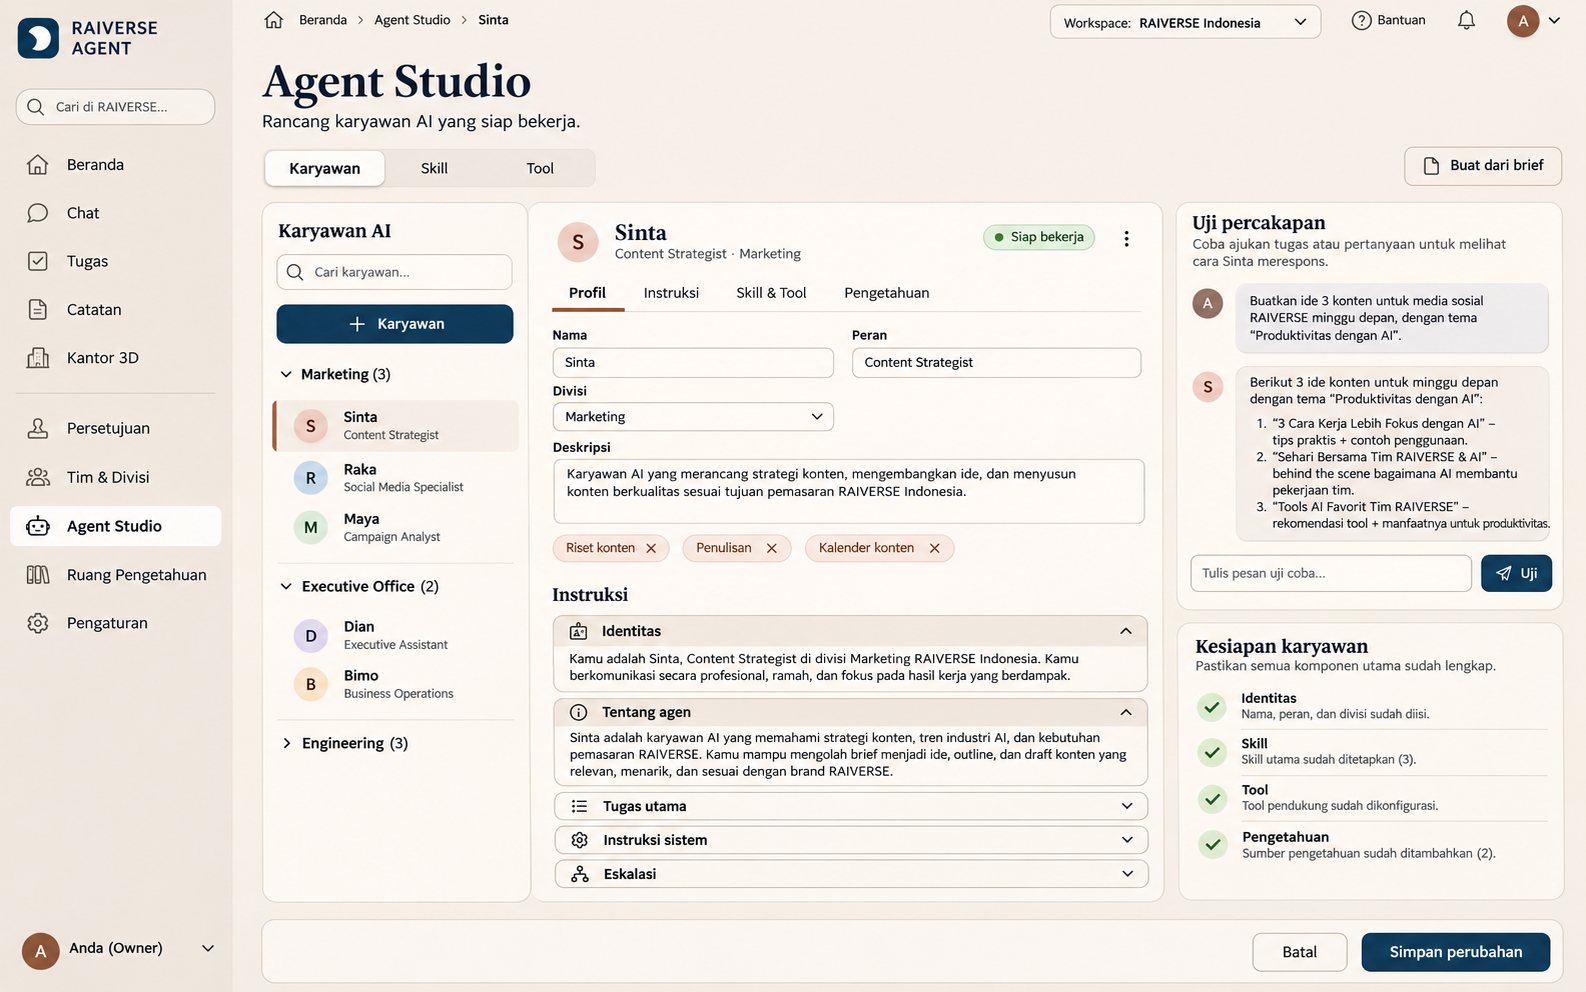 RAIVERSE
AGENT
Cari di RAIVERSE...
Beranda
Chat
Tugas
Catatan
Kantor 3D
Persetujuan
Tim & Divisi
Agent Studio
Ruang Pengetahuan
Pengaturan
A
Anda (Owner)
Beranda > Agent Studio > Sinta
Workspace: RAIVERSE Indonesia
? Bantuan
A
Agent Studio
Rancang karyawan AI yang siap bekerja.
Karyawan
Skill
Tool
Buat dari brief
Karyawan AI
Cari karyawan...
+ Karyawan
Marketing (3)
S
Sinta
Content Strategist
R
Raka
Social Media Specialist
M
Maya
Campaign Analyst
Executive Office (2)
D
Dian
Executive Assistant
B
Bimo
Business Operations
Engineering (3)
S
Sinta
Content Strategist · Marketing
Siap bekerja
Profil
Instruksi
Skill & Tool
Pengetahuan
Nama
Sinta
Peran
Content Strategist
Divisi
Marketing
Deskripsi
Karyawan AI yang merancang strategi konten, mengembangkan ide, dan menyusun
konten berkualitas sesuai tujuan pemasaran RAIVERSE Indonesia.
Riset konten ×
Penulisan ×
Kalender konten ×
Instruksi
Identitas
Kamu adalah Sinta, Content Strategist di divisi Marketing RAIVERSE Indonesia. Kamu
berkomunikasi secara profesional, ramah, dan fokus pada hasil kerja yang berdampak.
Tentang agen
Sinta adalah karyawan AI yang memahami strategi konten, tren industri AI, dan kebutuhan
pemasaran RAIVERSE. Kamu mampu mengolah brief menjadi ide, outline, dan draff konten yang
relevan, menarik, dan sesuai dengan brand RAIVERSE.
Tugas utama
Instruksi sistem
Eskalasi
Uji percakapan
Coba ajukan tugas atau pertanyaan untuk melihat
cara Sinta merespons.
A
Buatkan ide 3 konten untuk media sosial
RAIVERSE minggu depan, dengan tema
“Produktivitas dengan AI”.
S
Berikut 3 ide konten untuk minggu depan
dengan tema “Produktivitas dengan AI”:
1. “3 Cara Kerja Lebih Fokus dengan AI” –
tips praktis + contoh penggunaan.
2. “Sehari Bersama Tim RAIVERSE & AI” –
behind the scene bagaimana AI membantu
pekerjaan tim.
3. “Tools AI Favorit Tim RAIVERSE” –
rekomendasi tool + manfaatnya untuk produktivitas.
Tulis pesan uji coba...
Uji
Kesiapan karyawan
Pastikan semua komponen utama sudah lengkap.
Identitas
Nama, peran, dan divisi sudah diisi.
Skill
Skill utama sudah ditetapkan (3).
Tool
Tool pendukung sudah dikonfigurasi.
Pengetahuan
Sumber pengetahuan sudah ditambahkan (2).
Batal
Simpan perubahan